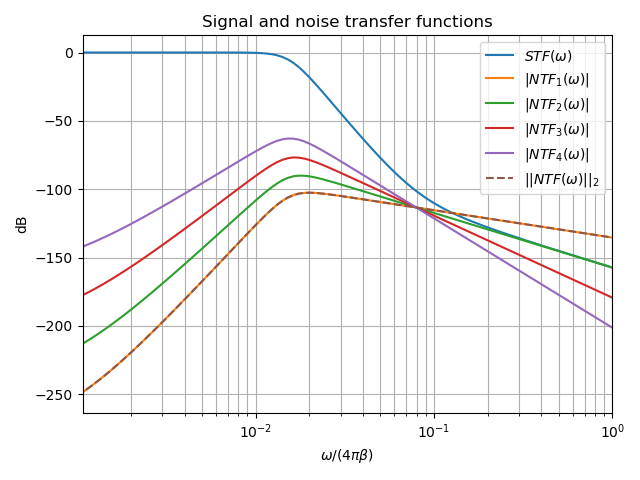 Signal and noise transfer functions
STF(ω)
|NTF₁(ω)|
|NTF₂(ω)|
|NTF₃(ω)|
|NTF₄(ω)|
||NTF(ω)||₂
dB
0
−50
−100
−150
−200
−250
10⁻² 10⁻¹ 10⁰
ω/(4πβ)